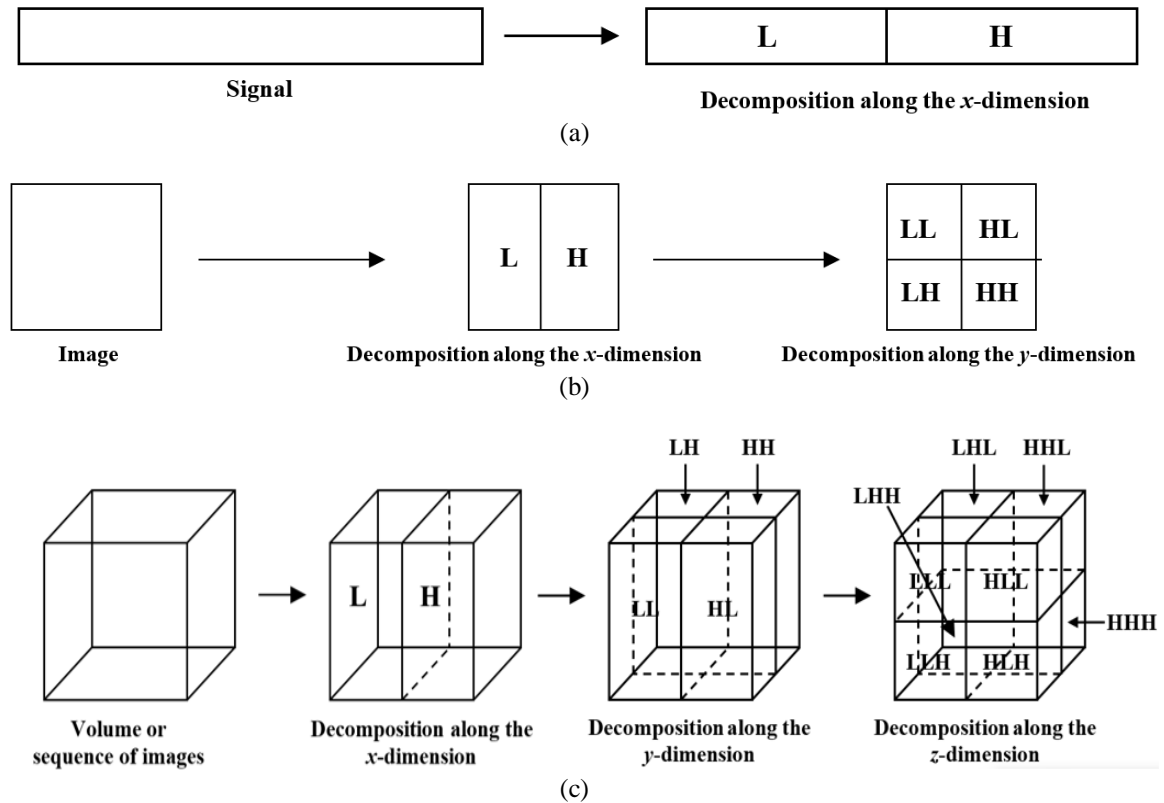 L H
Signal
Decomposition along the x-dimension
(a)
LL HL
L H
LH HH
Image
Decomposition along the x-dimension
Decomposition along the y-dimension
(b)
LH HH
LHL HHL
LHH
L H
LL HL
LLL HLL
HHH
LLH HLH
Volume or
sequence of images
Decomposition along the
x-dimension
Decomposition along the
y-dimension
Decomposition along the
z-dimension
(c)